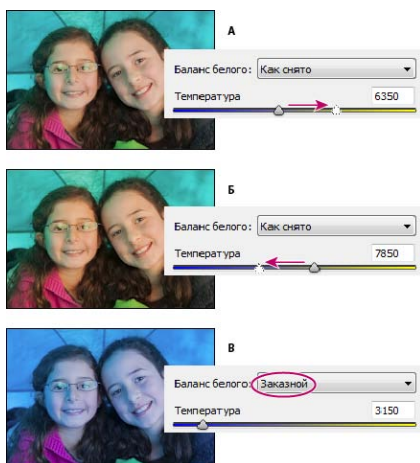 А
Баланс белого: Как снято
Температура 6350
Б
Баланс белого: Как снято
Температура 7850
В
Баланс белого: Заказной
Температура 3150